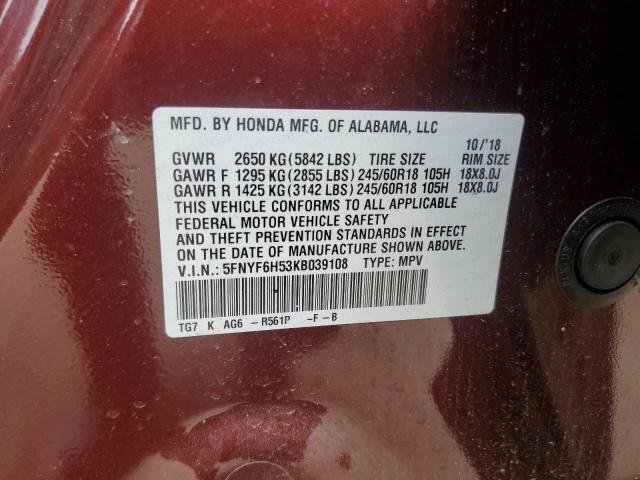 MFD. BY HONDA MFG. OF ALABAMA, LLC
10/'18
GVWR 2650 KG (5842 LBS) TIRE SIZE RIM SIZE
GAWR F 1295 KG (2855 LBS) 245/60R18 105H 18X8.0J
GAWR R 1425 KG (3142 LBS) 245/60R18 105H 18X8.0J
THIS VEHICLE CONFORMS TO ALL APPLICABLE
FEDERAL MOTOR VEHICLE SAFETY
AND THEFT PREVENTION STANDARDS IN EFFECT
ON THE DATE OF MANUFACTURE SHOWN ABOVE.
V.I.N.: 5FNYF6H53KB039108 TYPE: MPV
TG7 K AG6 -R561P -F-B